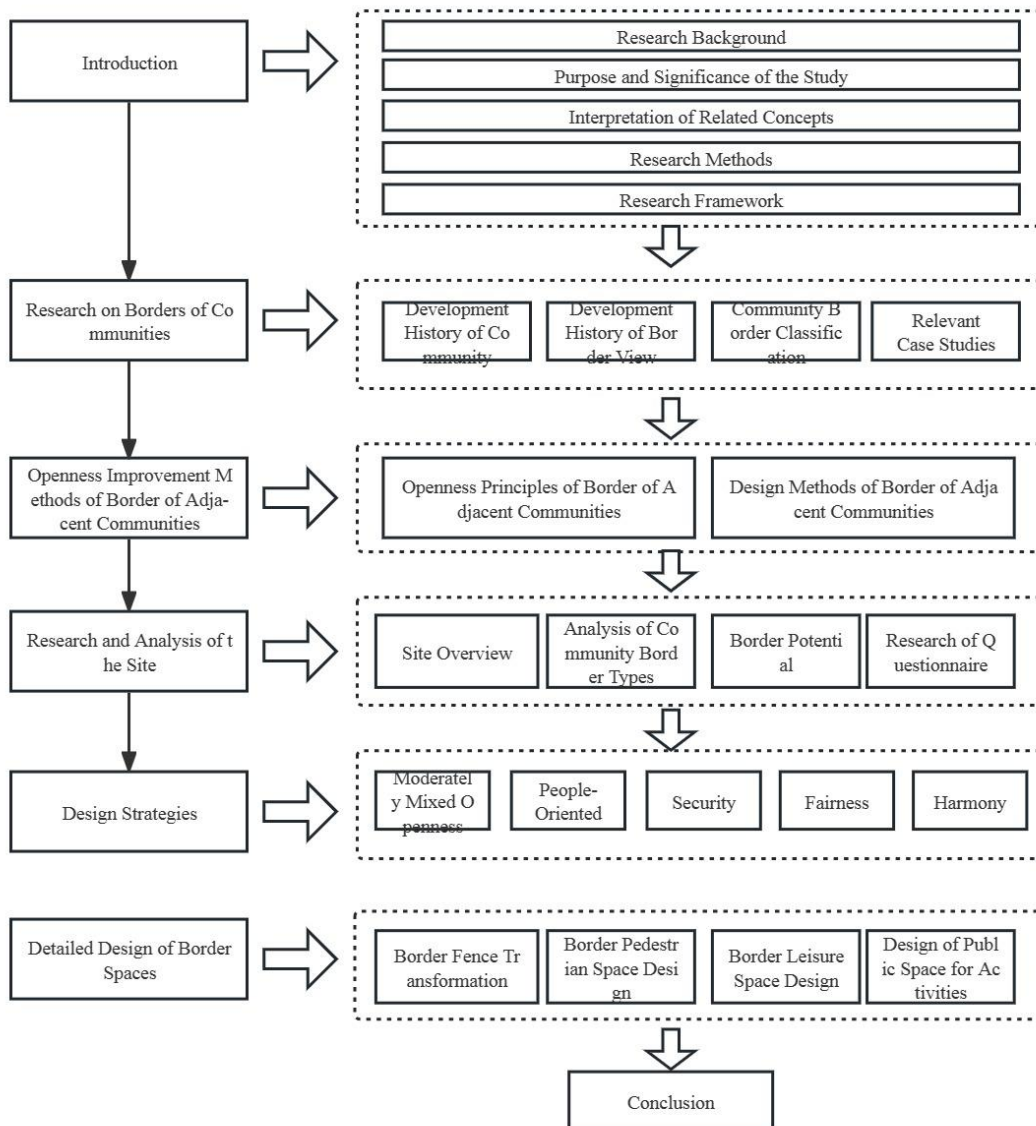 Introduction
Research Background
Purpose and Significance of the Study
Interpretation of Related Concepts
Research Methods
Research Framework
Research on Borders of Co
mmunities
Development
History of Co
mmunity
Development
History of Bor
der View
Community B
order Classific
ation
Relevant
Case Studies
Openness Improvement M
ethods of Border of Adja-
cent Communities
Openness Principles of Border of A
djacent Communities
Design Methods of Border of Adja
cent Communities
Research and Analysis of t
he Site
Site Overview
Analysis of Co
mmunity Bord
er Types
Border Potenti
al
Research of Q
uestionnaire
Design Strategies
Moderatel
y Mixed O
penness
People-
Oriented
Security
Fairness
Harmony
Detailed Design of Border
Spaces
Border Fence Tr
ansformation
Border Pedestr
ian Space Desi
gn
Border Leisure
Space Design
Design of Publ
ic Space for Ac
tivities
Conclusion